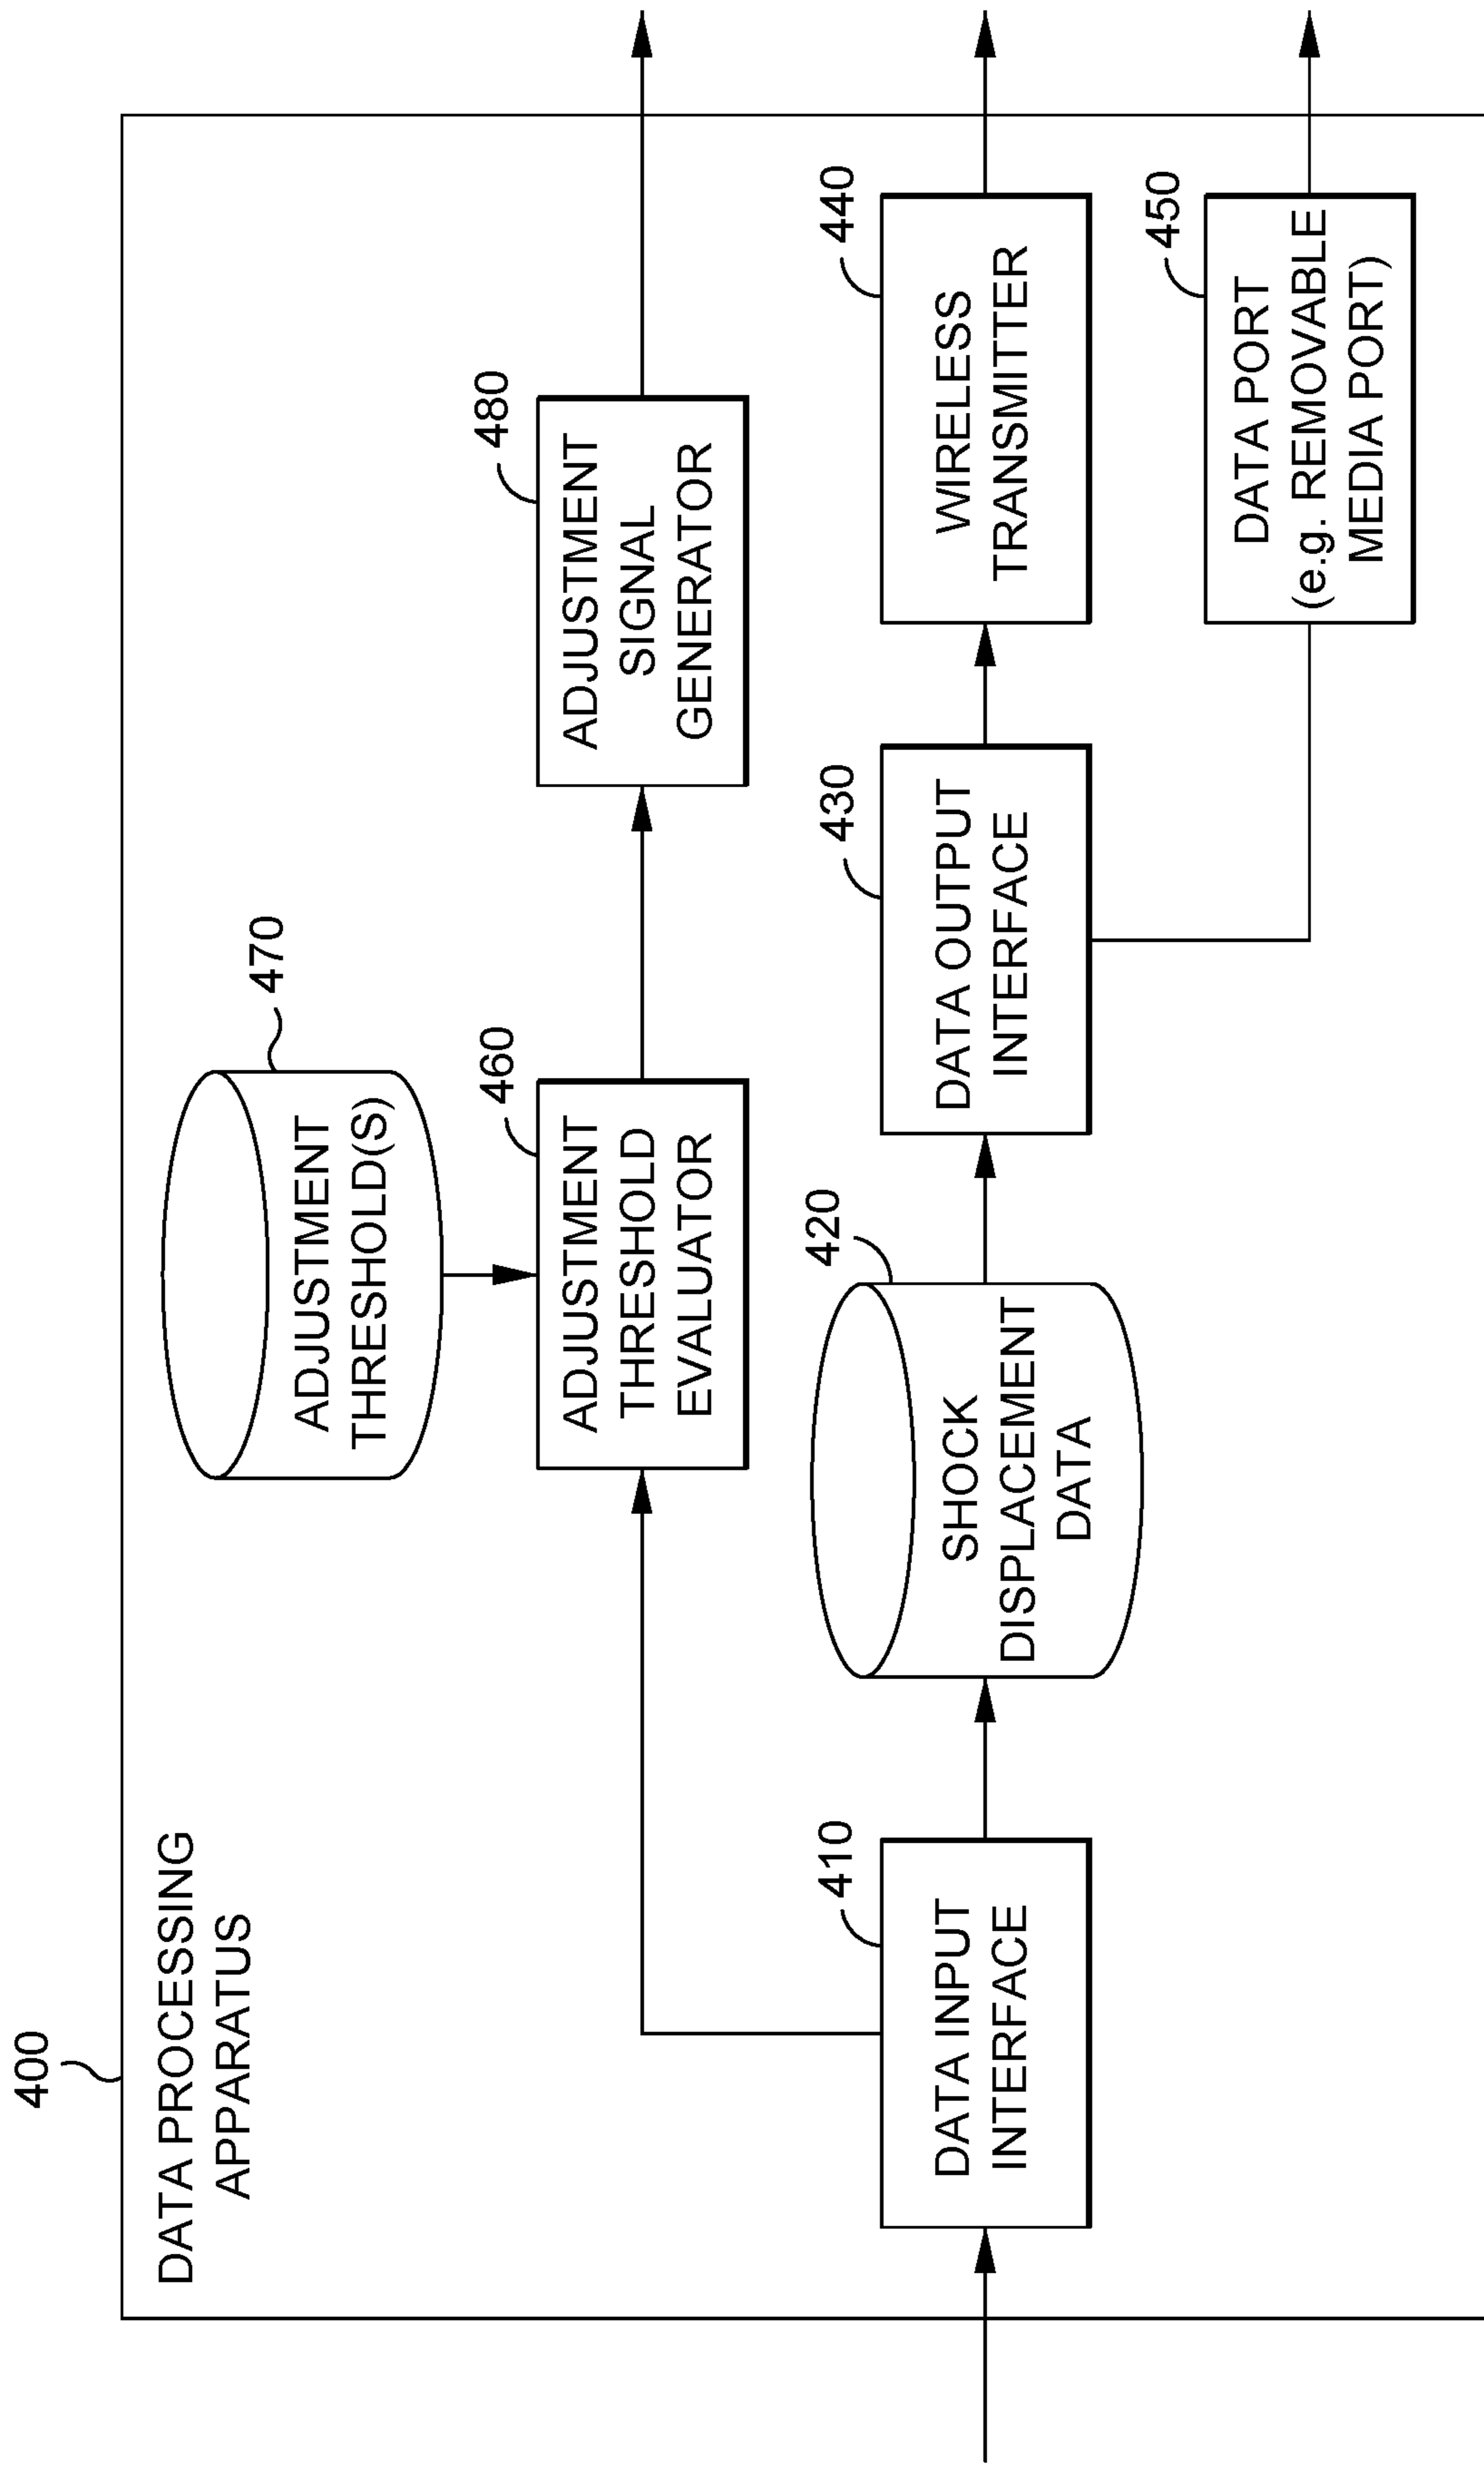 400
DATA PROCESSING
APPARATUS
470
ADJUSTMENT
THRESHOLD(S)
460
ADJUSTMENT
THRESHOLD
EVALUATOR
480
ADJUSTMENT
SIGNAL
GENERATOR
410
DATA INPUT
INTERFACE
420
SHOCK
DISPLACEMENT
DATA
430
DATA OUTPUT
INTERFACE
440
WIRELESS
TRANSMITTER
450
DATA PORT
(e.g. REMOVABLE
MEDIA PORT)